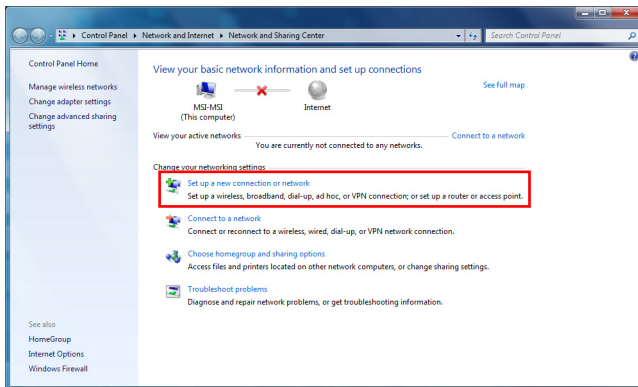 Control Panel ▸ Network and Internet ▸ Network and Sharing Center
Search Control Panel
Control Panel Home
Manage wireless networks
Change adapter settings
Change advanced sharing
settings
See also
HomeGroup
Internet Options
Windows Firewall
View your basic network information and set up connections
See full map
MSI-MSI
(This computer)
Internet
View your active networks
Connect to a network
You are currently not connected to any networks.
Change your networking settings
Set up a new connection or network
Set up a wireless, broadband, dial-up, ad hoc, or VPN connection; or set up a router or access point.
Connect to a network
Connect or reconnect to a wireless, wired, dial-up, or VPN network connection.
Choose homegroup and sharing options
Access files and printers located on other network computers, or change sharing settings.
Troubleshoot problems
Diagnose and repair network problems, or get troubleshooting information.